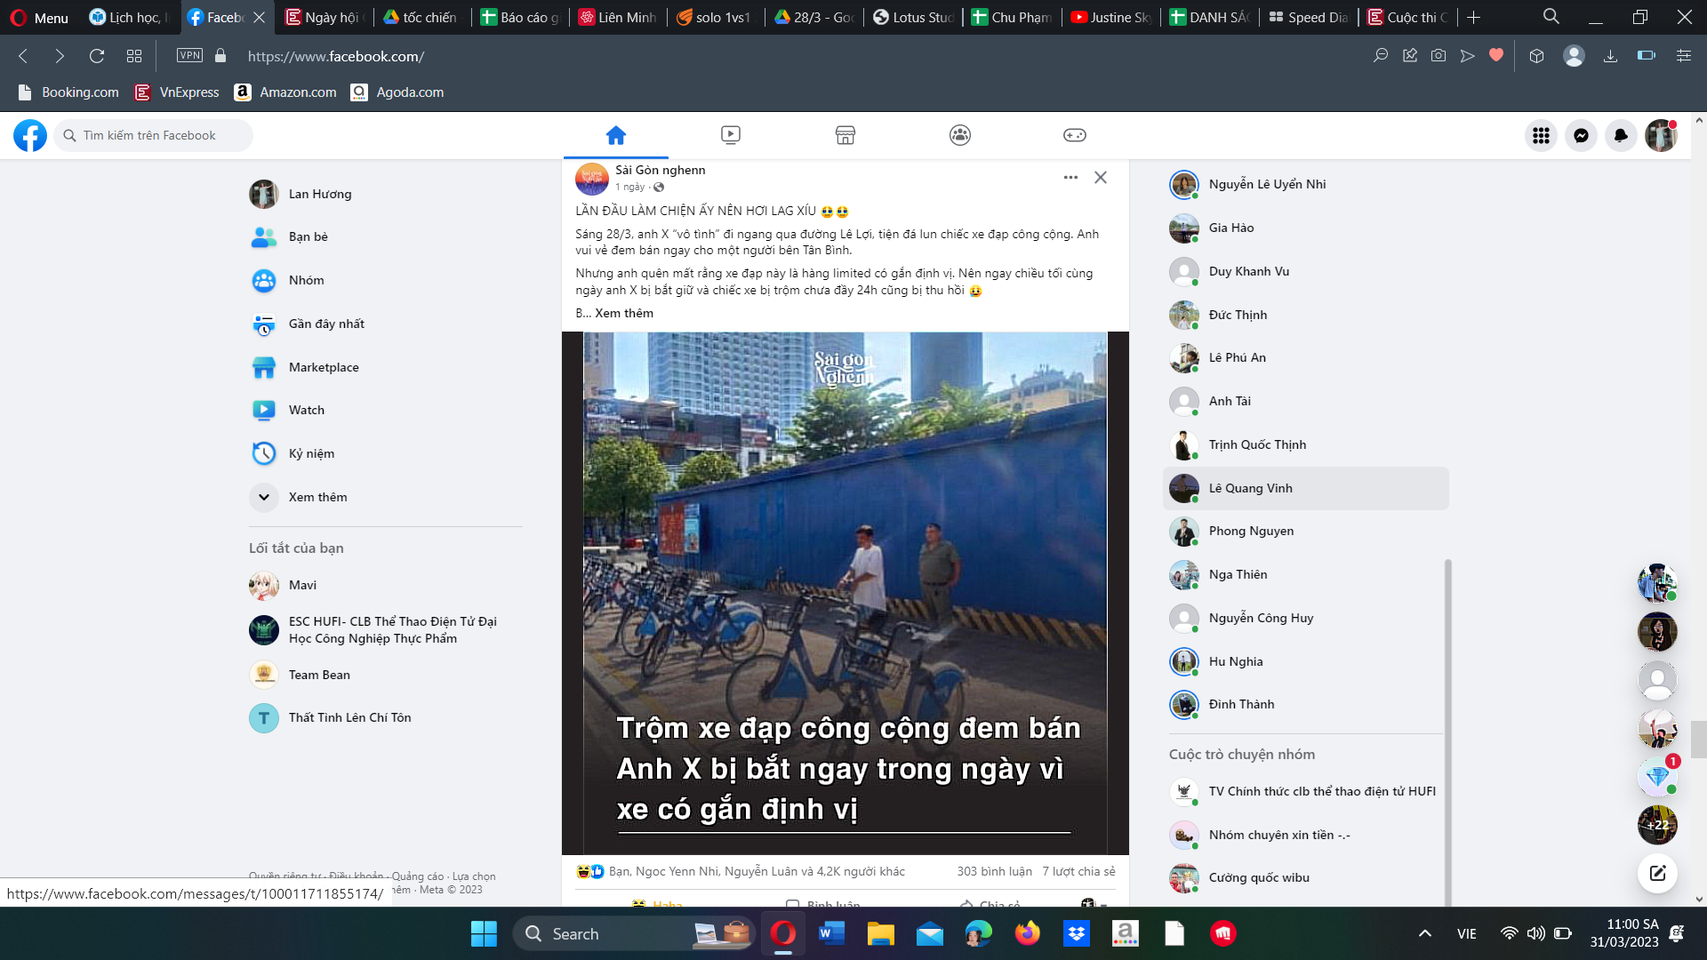 Menu
Lịch học, l
Faceb
Ngày hội
tốc chiến
Báo cáo g
Liên Minh
solo 1vs1
28/3 - Goo
Lotus Stud
Chu Phạm
Justine Sk
DANH SÁ
Speed Dia
Cuộc thi C
VPN
https://www.facebook.com/
Booking.com
VnExpress
Amazon.com
Agoda.com
Tìm kiếm trên Facebook
Lan Hương
Bạn bè
Nhóm
Gần đây nhất
Marketplace
Watch
Kỷ niệm
Xem thêm
Lối tắt của bạn
Mavi
ESC HUFI- CLB Thể Thao Điện Tử Đại
Học Công Nghiệp Thực Phẩm
Team Bean
T
Thất Tình Lên Chí Tôn
Quyền riêng tư · Điều khoản · Quảng cáo · Lựa chọn
hêm · Meta © 2023
https://www.facebook.com/messages/t/100011711855174/
Sài Gòn nghenn
1 ngày ·
LẦN ĐẦU LÀM CHIỆN ẤY NÊN HƠI LAG XÍU 🥹🥹
Sáng 28/3, anh X “vô tình” đi ngang qua đường Lê Lợi, tiện đá lun chiếc xe đạp công cộng. Anh
vui vẻ đem bán ngay cho một người bên Tân Bình.
Nhưng anh quên mất rằng xe đạp này là hàng limited có gắn định vị. Nên ngay chiều tối cùng
ngày anh X bị bắt giữ và chiếc xe bị trộm chưa đầy 24h cũng bị thu hồi 😥
B... Xem thêm
Sài gòn
Nghenn
Trộm xe đạp công cộng đem bán
Anh X bị bắt ngay trong ngày vì
xe có gắn định vị
Bạn, Ngoc Yenn Nhi, Nguyễn Luân và 4,2K người khác
303 bình luận
7 lượt chia sẻ
Haha
Bình luận
Chia sẻ
Nguyễn Lê Uyển Nhi
Gia Hào
Duy Khanh Vu
Đức Thịnh
Lê Phú An
Anh Tài
Trịnh Quốc Thịnh
Lê Quang Vinh
Phong Nguyen
Nga Thiên
Nguyễn Công Huy
Hu Nghia
Đình Thành
Cuộc trò chuyện nhóm
TV Chính thức clb thể thao điện tử HUFI
Nhóm chuyên xin tiền -.-
Cường quốc wibu
1
+22
Search
VIE
11:00 SA
31/03/2023